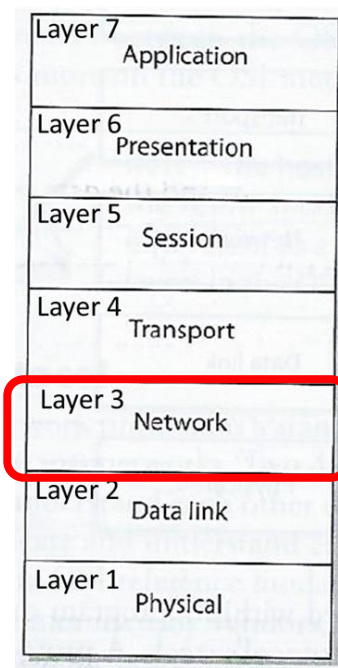 Layer 7
Application
Layer 6
Presentation
Layer 5
Session
Layer 4
Transport
Layer 3
Network
Layer 2
Data link
Layer 1
Physical